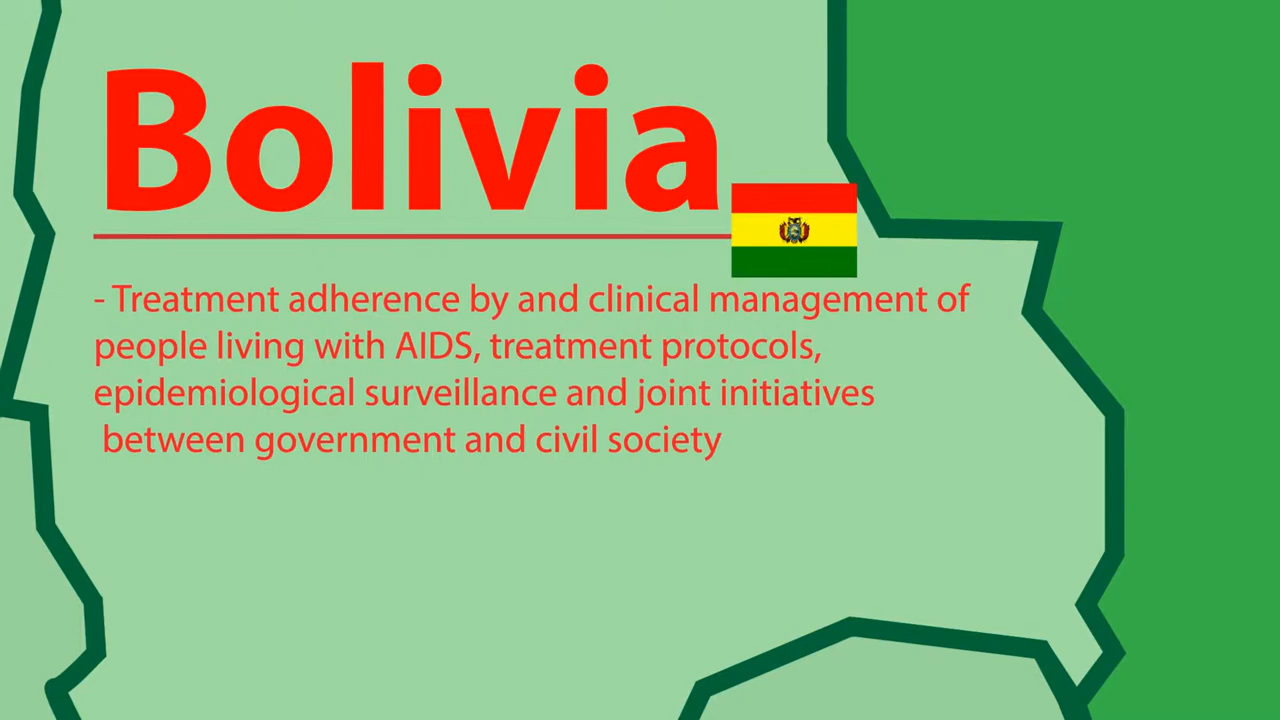 Bolivia
- Treatment adherence by and clinical management of
people living with AIDS, treatment protocols,
epidemiological surveillance and joint initiatives
between government and civil society